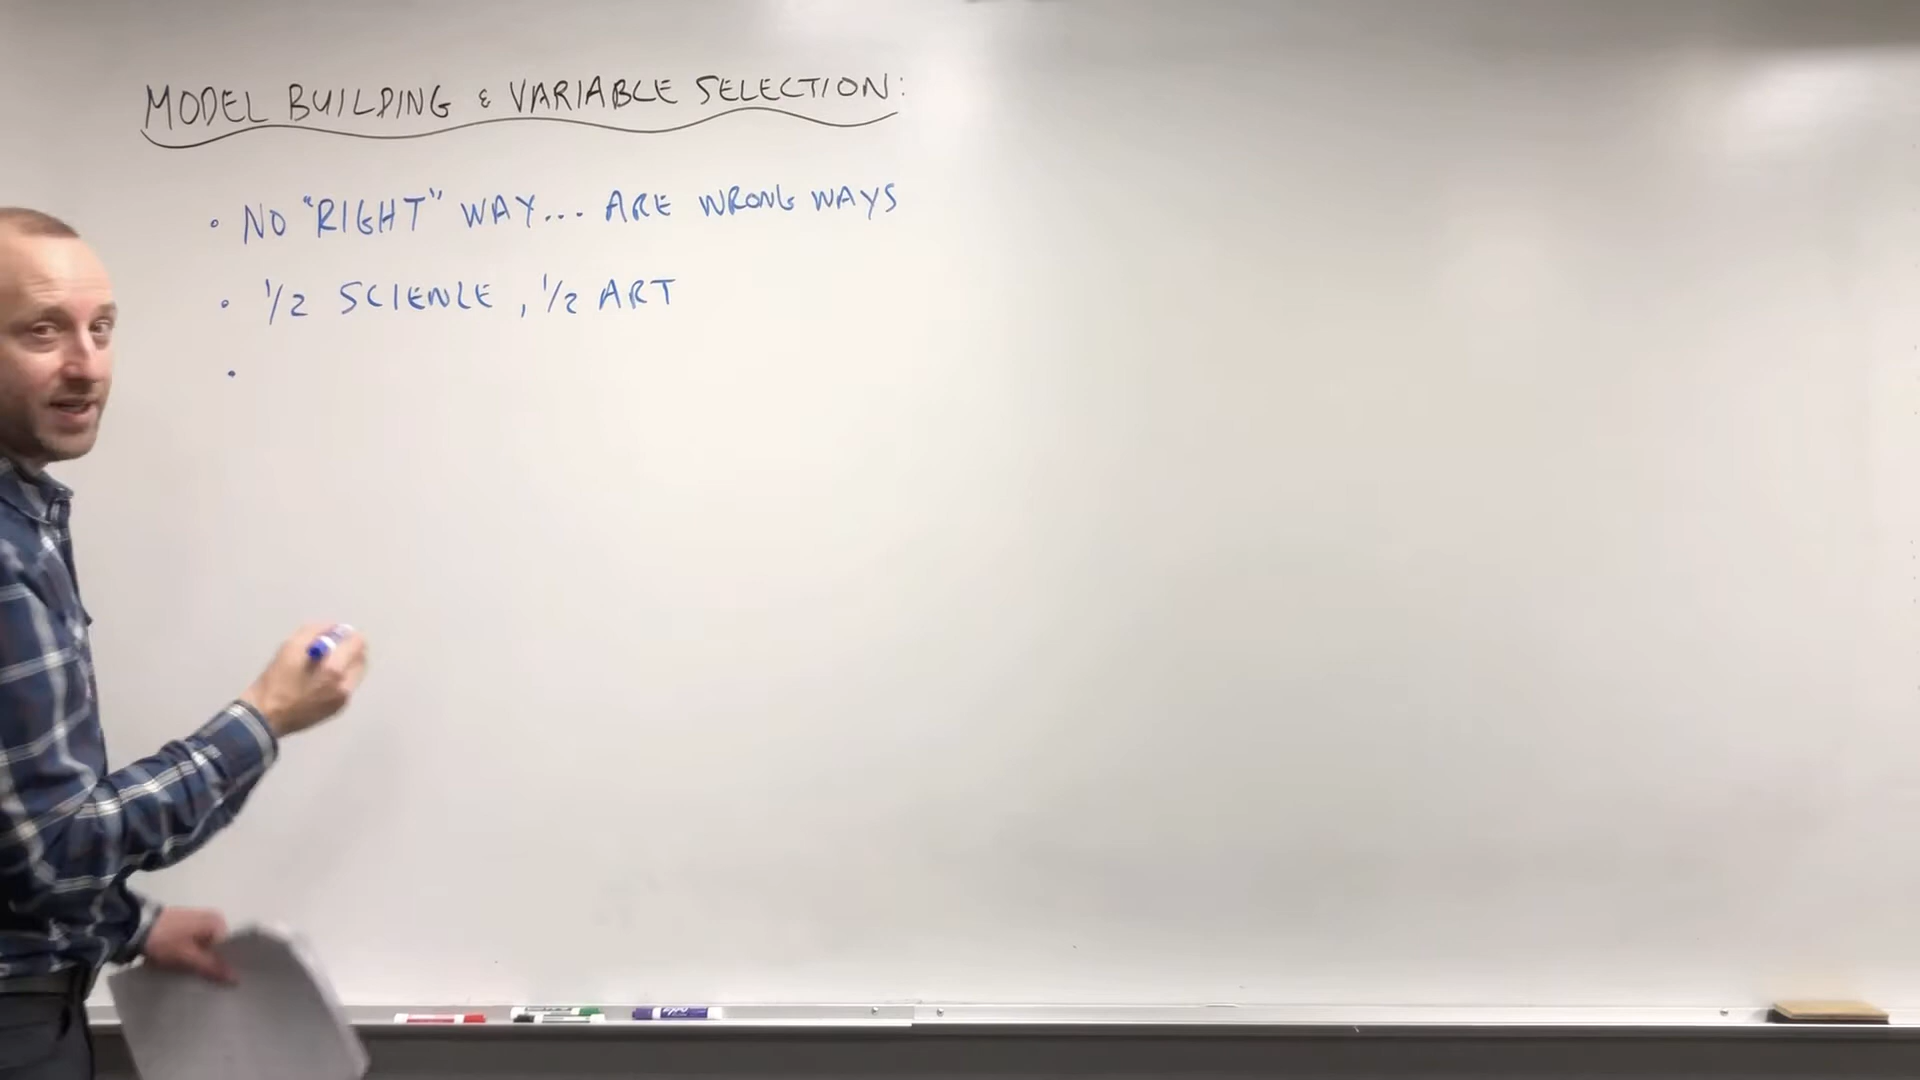 MODEL BUILDING & VARIABLE SELECTION:
• NO "RIGHT" WAY... ARE WRONG WAYS
• 1/2 SCIENCE, 1/2 ART
•